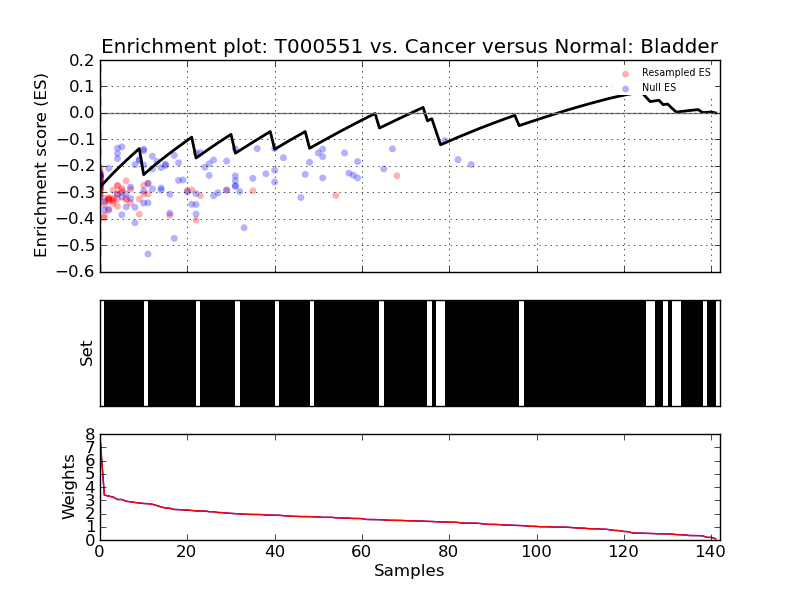 Enrichment plot: T000551 vs. Cancer versus Normal: Bladder
0.2
0.1
0.0
−0.1
−0.2
−0.3
−0.4
−0.5
−0.6
Enrichment score (ES)
Resampled ES
Null ES
Set
8
7
6
5
4
3
2
1
0
Weights
0 20 40 60 80 100 120 140
Samples